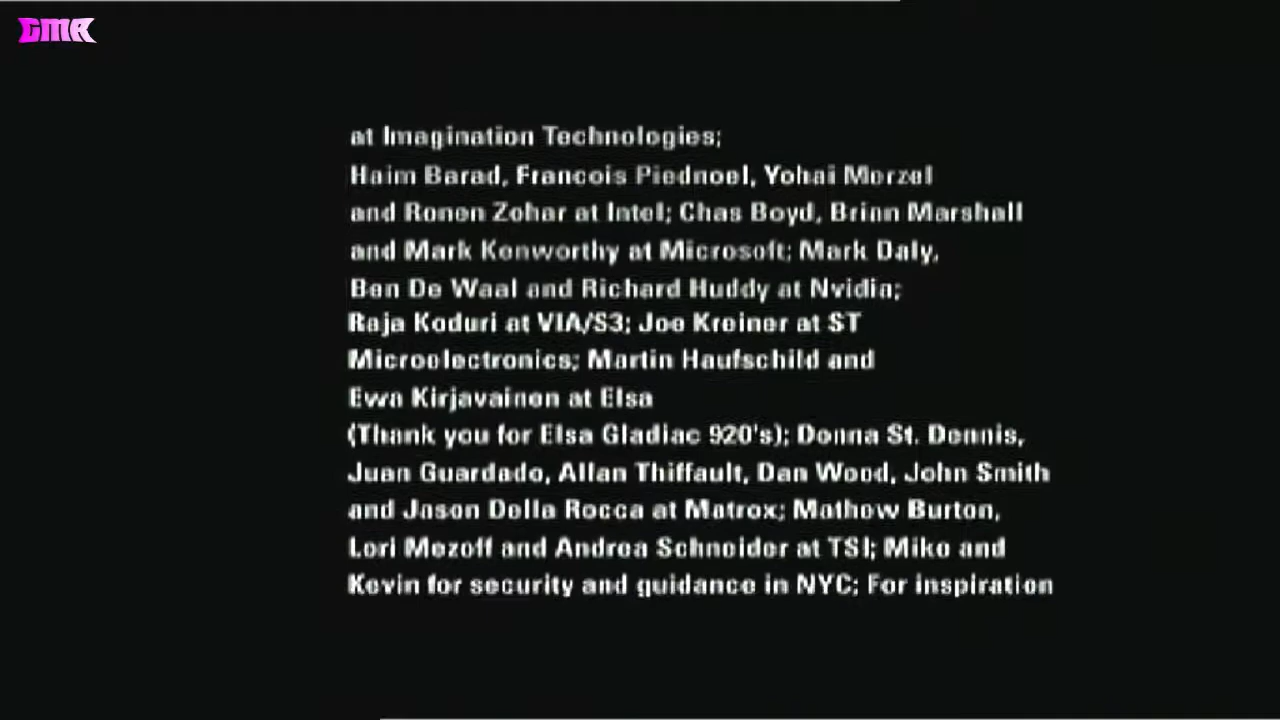 GMR
at Imagination Technologies;
Haim Barad, Francois Piednoel, Yohai Merzel
and Ronen Zohar at Intel; Chas Boyd, Brian Marshall
and Mark Kenworthy at Microsoft; Mark Daly,
Ben De Waal and Richard Huddy at Nvidia;
Raja Koduri at VIA/S3; Joe Kreiner at ST
Microelectronics; Martin Haufschild and
Ewa Kirjavainen at Elsa
(Thank you for Elsa Gladiac 920's); Donna St. Dennis,
Juan Guardado, Allan Thiffault, Dan Wood, John Smith
and Jason Della Rocca at Matrox; Mathew Burton,
Lori Mezoff and Andrea Schneider at TSI; Mike and
Kevin for security and guidance in NYC; For inspiration